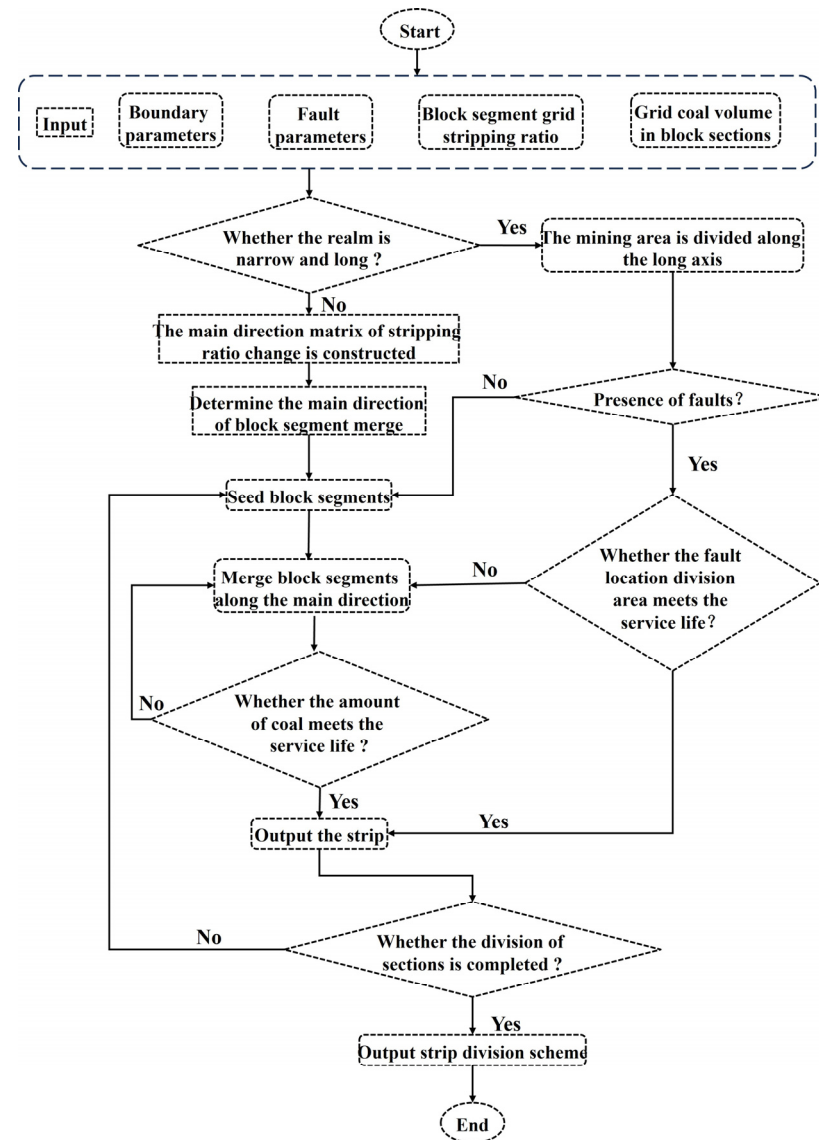 Start
Input
Boundary
parameters
Fault
parameters
Block segment grid
stripping ratio
Grid coal volume
in block sections
Whether the realm is
narrow and long ?
Yes
The mining area is divided along
the long axis
No
The main direction matrix of stripping
ratio change is constructed
Determine the main direction
of block segment merge
No
Presence of faults?
Yes
Seed block segments
Merge block segments
along the main direction
No
Whether the fault
location division
area meets the
service life?
No
Whether the amount
of coal meets the
service life ?
Yes
Output the strip
Yes
No
Whether the division of
sections is completed ?
Yes
Output strip division scheme
End